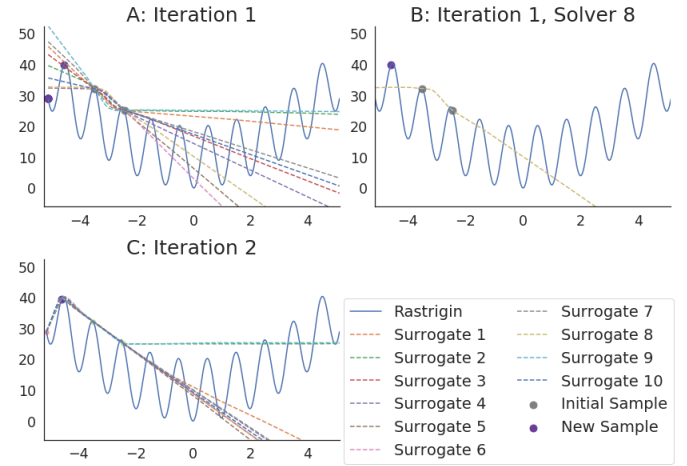 A: Iteration 1
50
40
30
20
10
0
−4
−2
0
2
4
B: Iteration 1, Solver 8
50
40
30
20
10
0
−4
−2
0
2
4
C: Iteration 2
50
40
30
20
10
0
−4
−2
0
2
4
Rastrigin
Surrogate 1
Surrogate 2
Surrogate 3
Surrogate 4
Surrogate 5
Surrogate 6
Surrogate 7
Surrogate 8
Surrogate 9
Surrogate 10
Initial Sample
New Sample